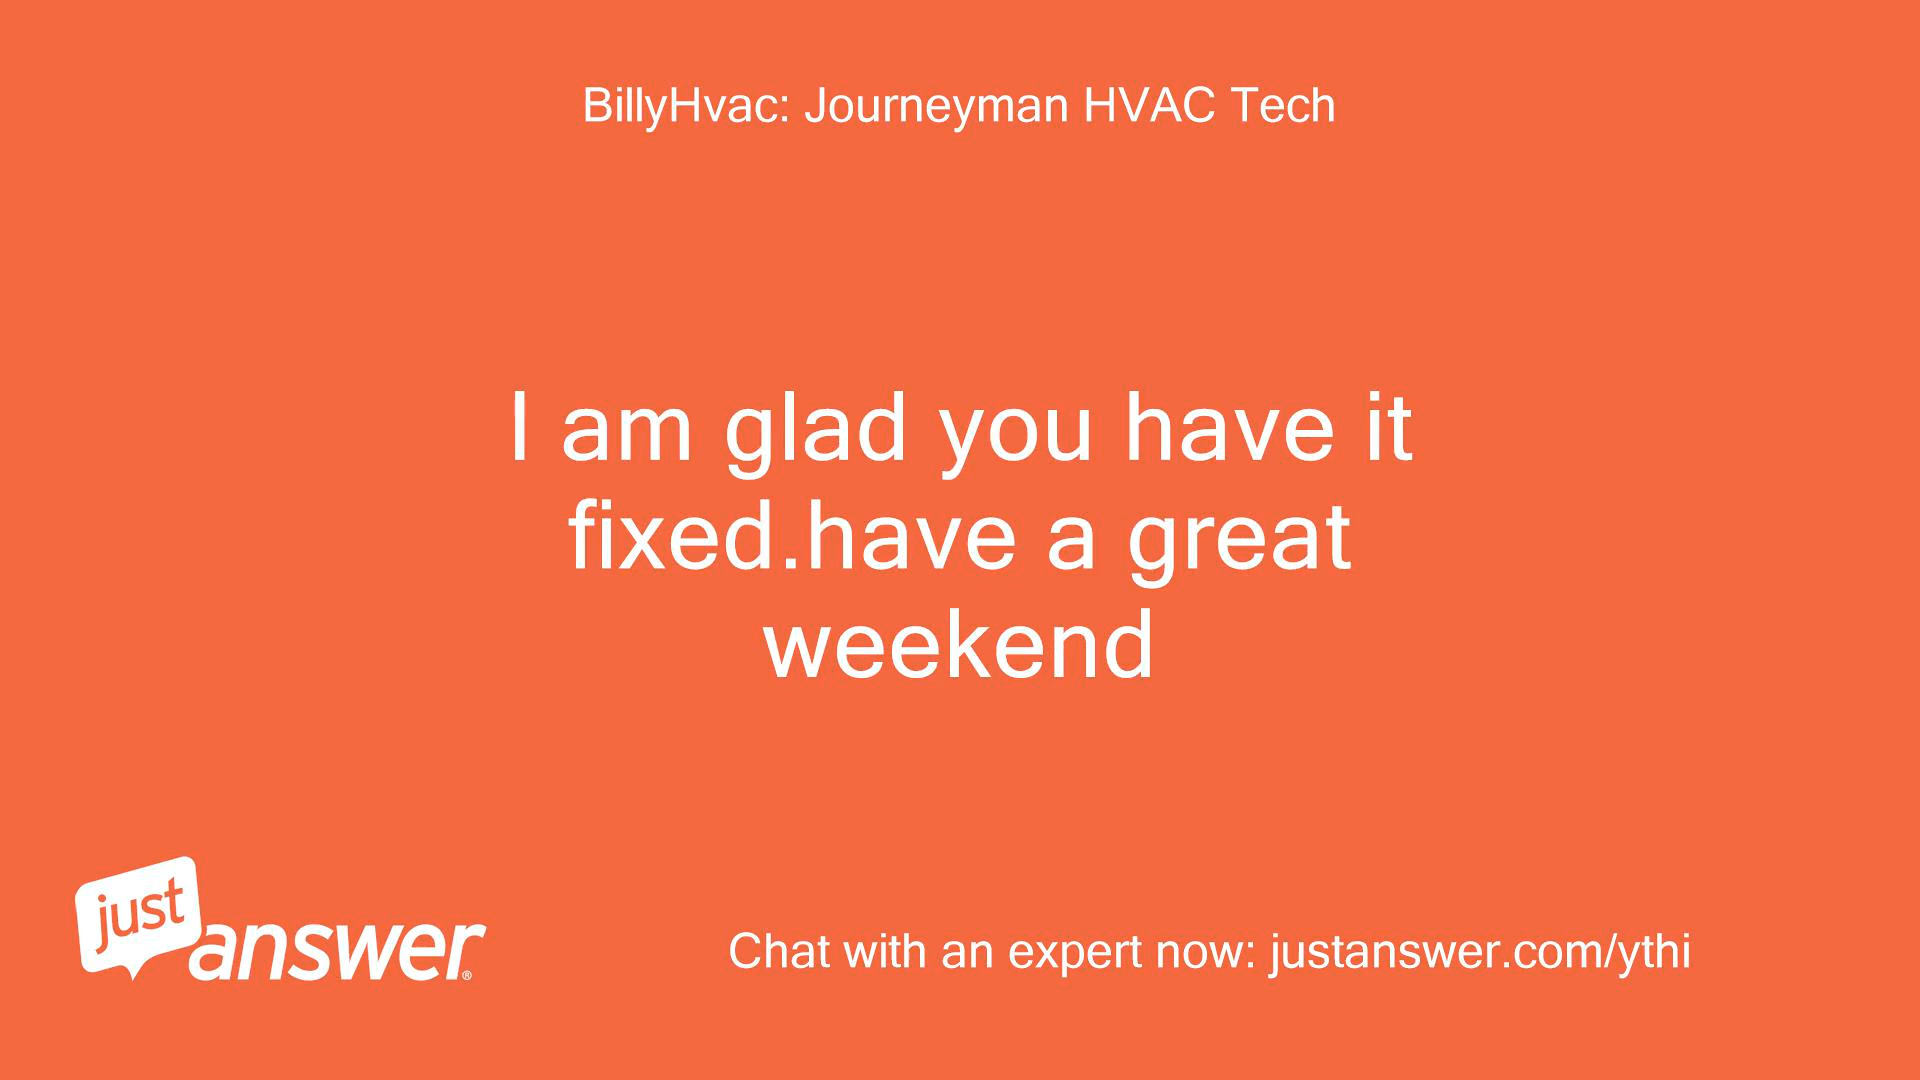 BillyHvac: Journeyman HVAC Tech
I am glad you have it
fixed.have a great
weekend
just
answer®
Chat with an expert now: justanswer.com/ythi